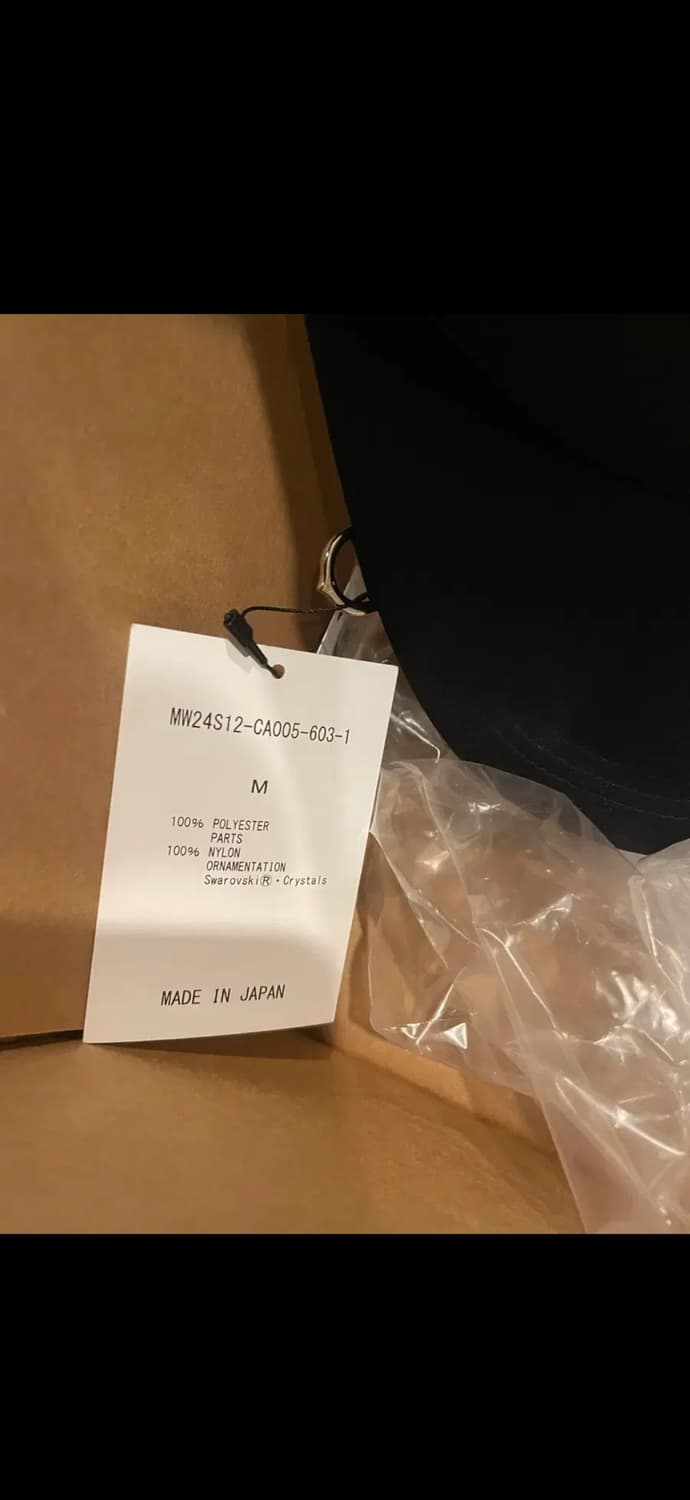 MW24S12-CA005-603-1
M
100% POLYESTER
PARTS
100% NYLON
ORNAMENTATION
Swarovski®・Crystals
MADE IN JAPAN